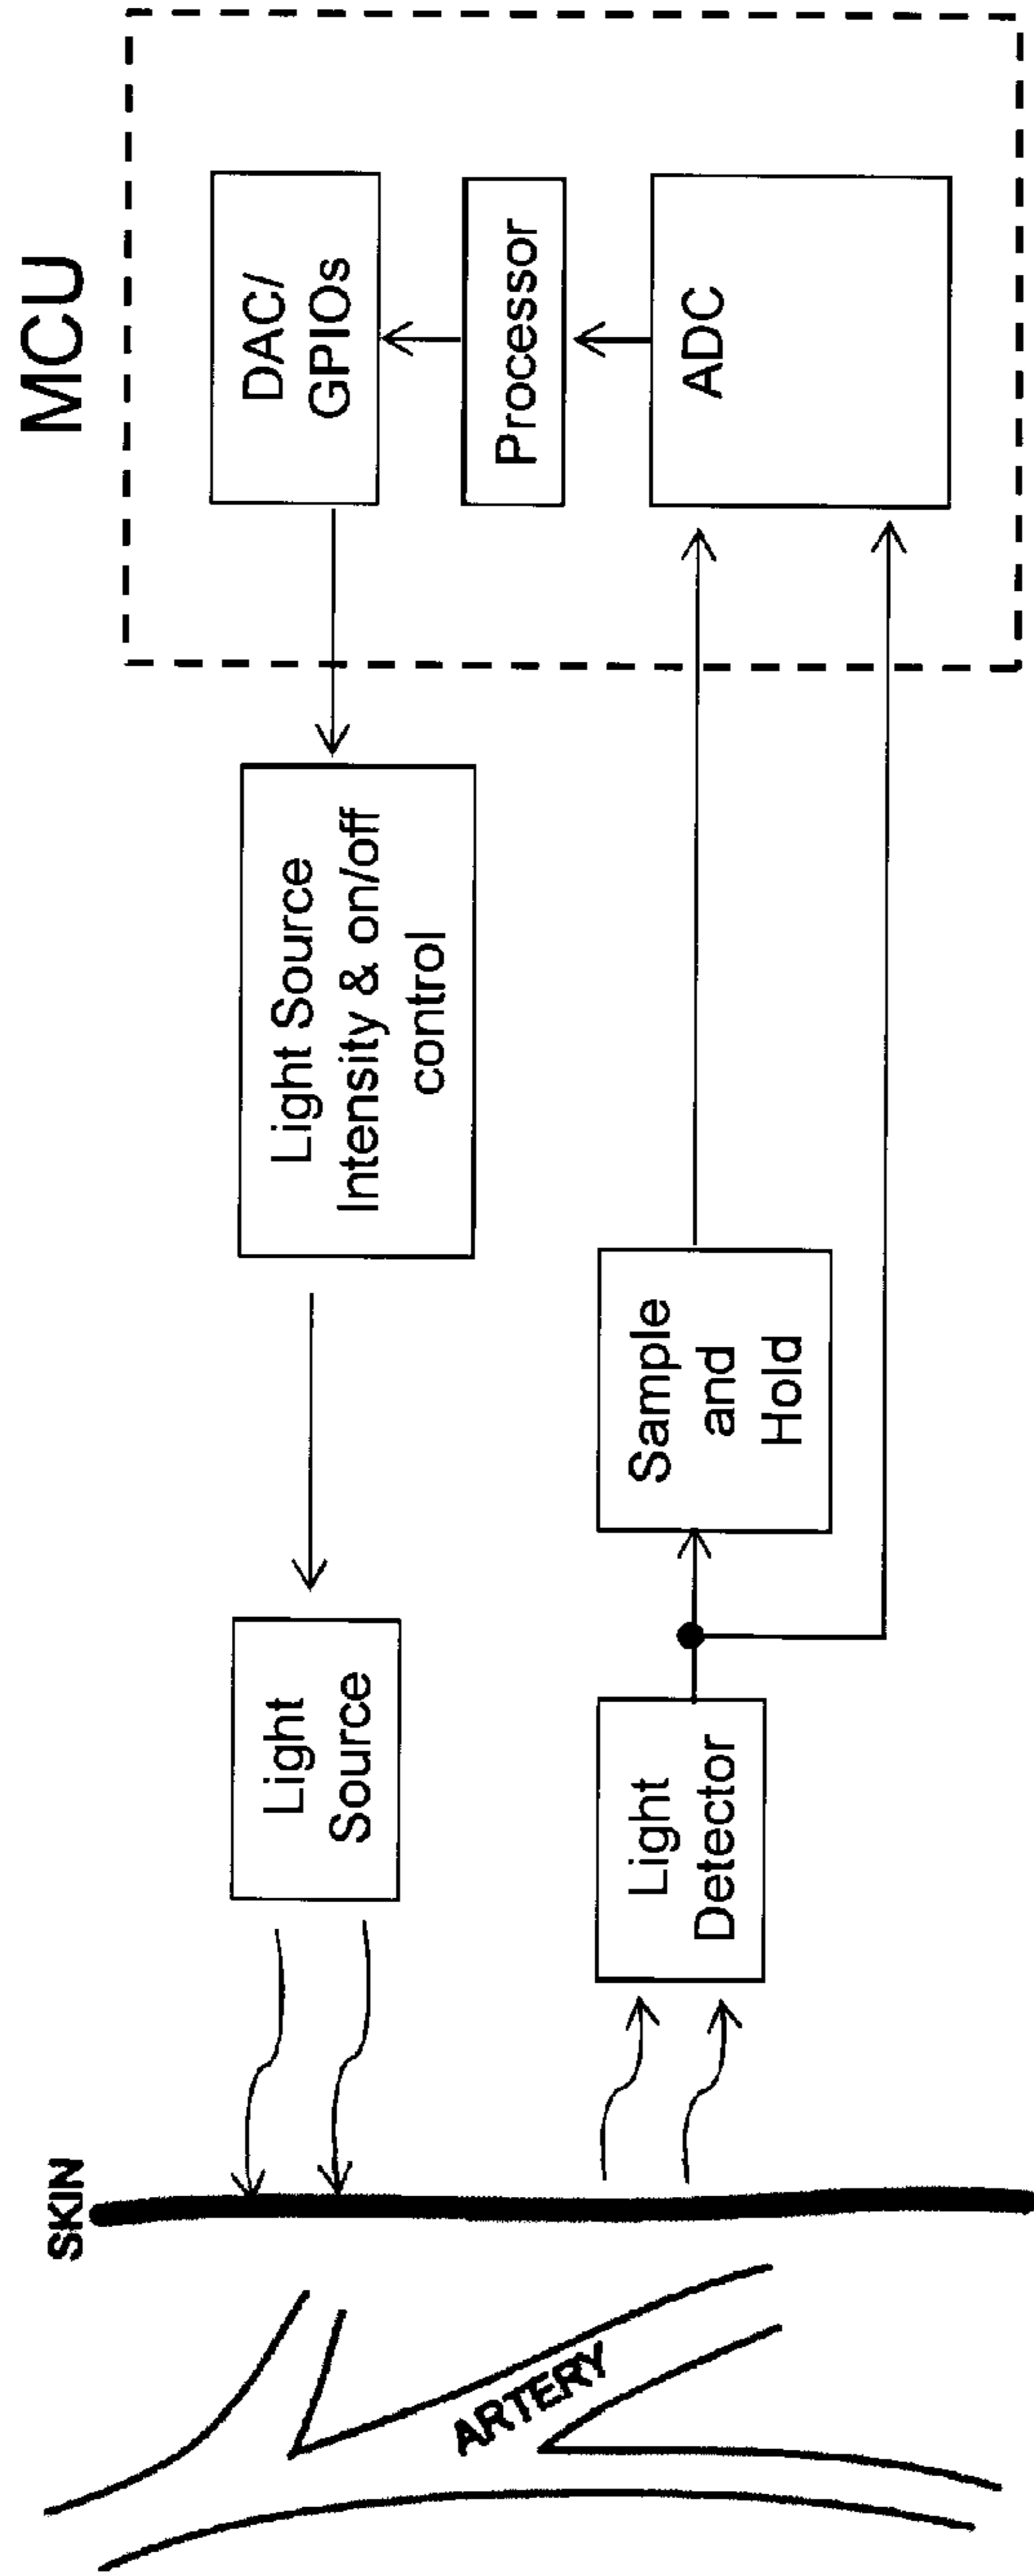 MCU
DAC/
GPIOs
Processor
ADC
Light Source
Intensity & on/off
control
Sample
and
Hold
Light
Source
Light
Detector
SKIN
ARTERY